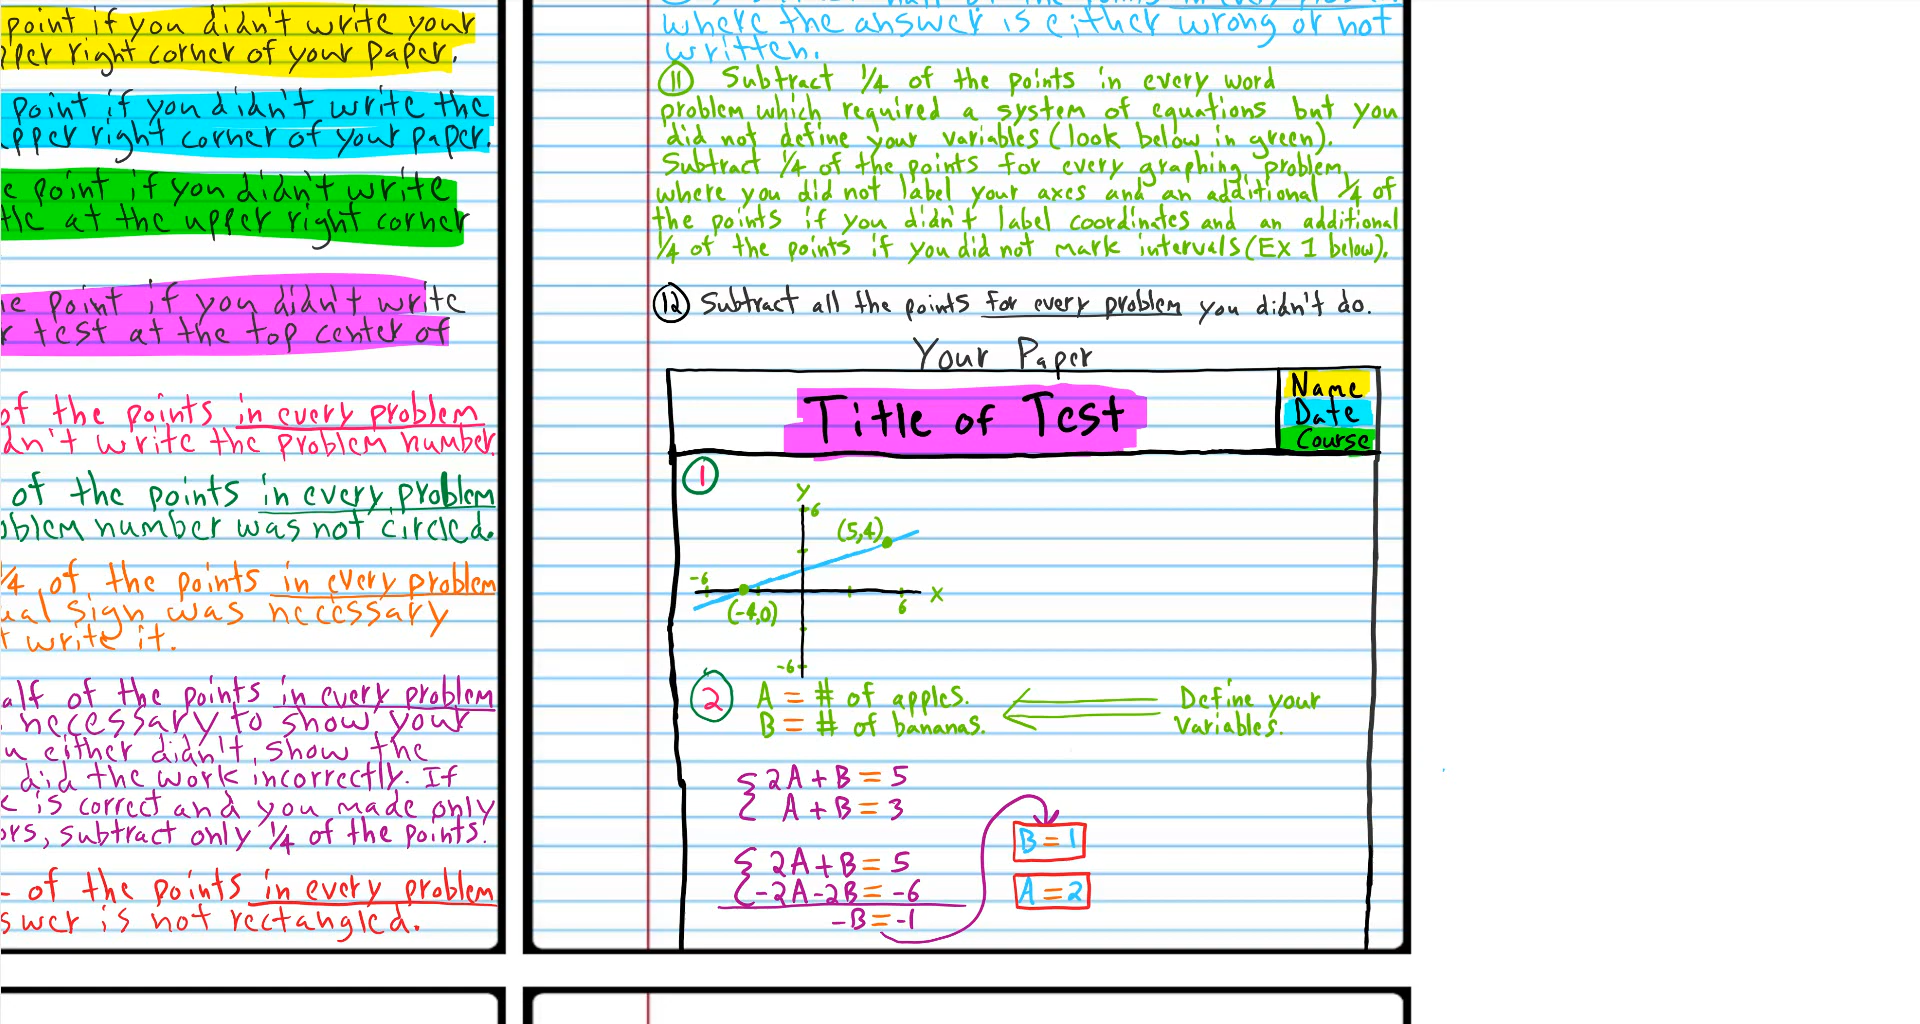 point if you didn't write your
per right corner of your paper.
point if you didn't write the
pper right corner of your paper.
e point if you didn't write
tle at the upper right corner
e point if you didn't write
r test at the top center of
of the points in every problem
dn't write the problem number.
of the points in every problem
oblem number was not circled.
1/4 of the points in every problem
ual sign was necessary
t write it.
alf of the points in every problem
necessary to show your
u either didn't show the
did the work incorrectly. If
k is correct and you made only
ors, subtract only 1/4 of the points.
of the points in every problem
swer is not rectangled.
half of the points in every problem
where the answer is either wrong or not
written.
⑪ Subtract 1/4 of the points in every word
problem which required a system of equations but you
did not define your variables (look below in green).
Subtract 1/4 of the points for every graphing problem
where you did not label your axes and an additional 1/4 of
the points if you didn't label coordinates and an additional
1/4 of the points if you did not mark intervals (EX 1 below).
⑫ Subtract all the points for every problem you didn't do.
Your Paper
Title of Test
Name
Date
Course
①
y
6
(5,4)
-6
x
(-4,0)
6
-6
② A = # of apples.
B = # of bananas.
Define your
variables.
{ 2A + B = 5
A + B = 3
B = 1
{ 2A + B = 5
-2A - 2B = -6
A = 2
-B = -1